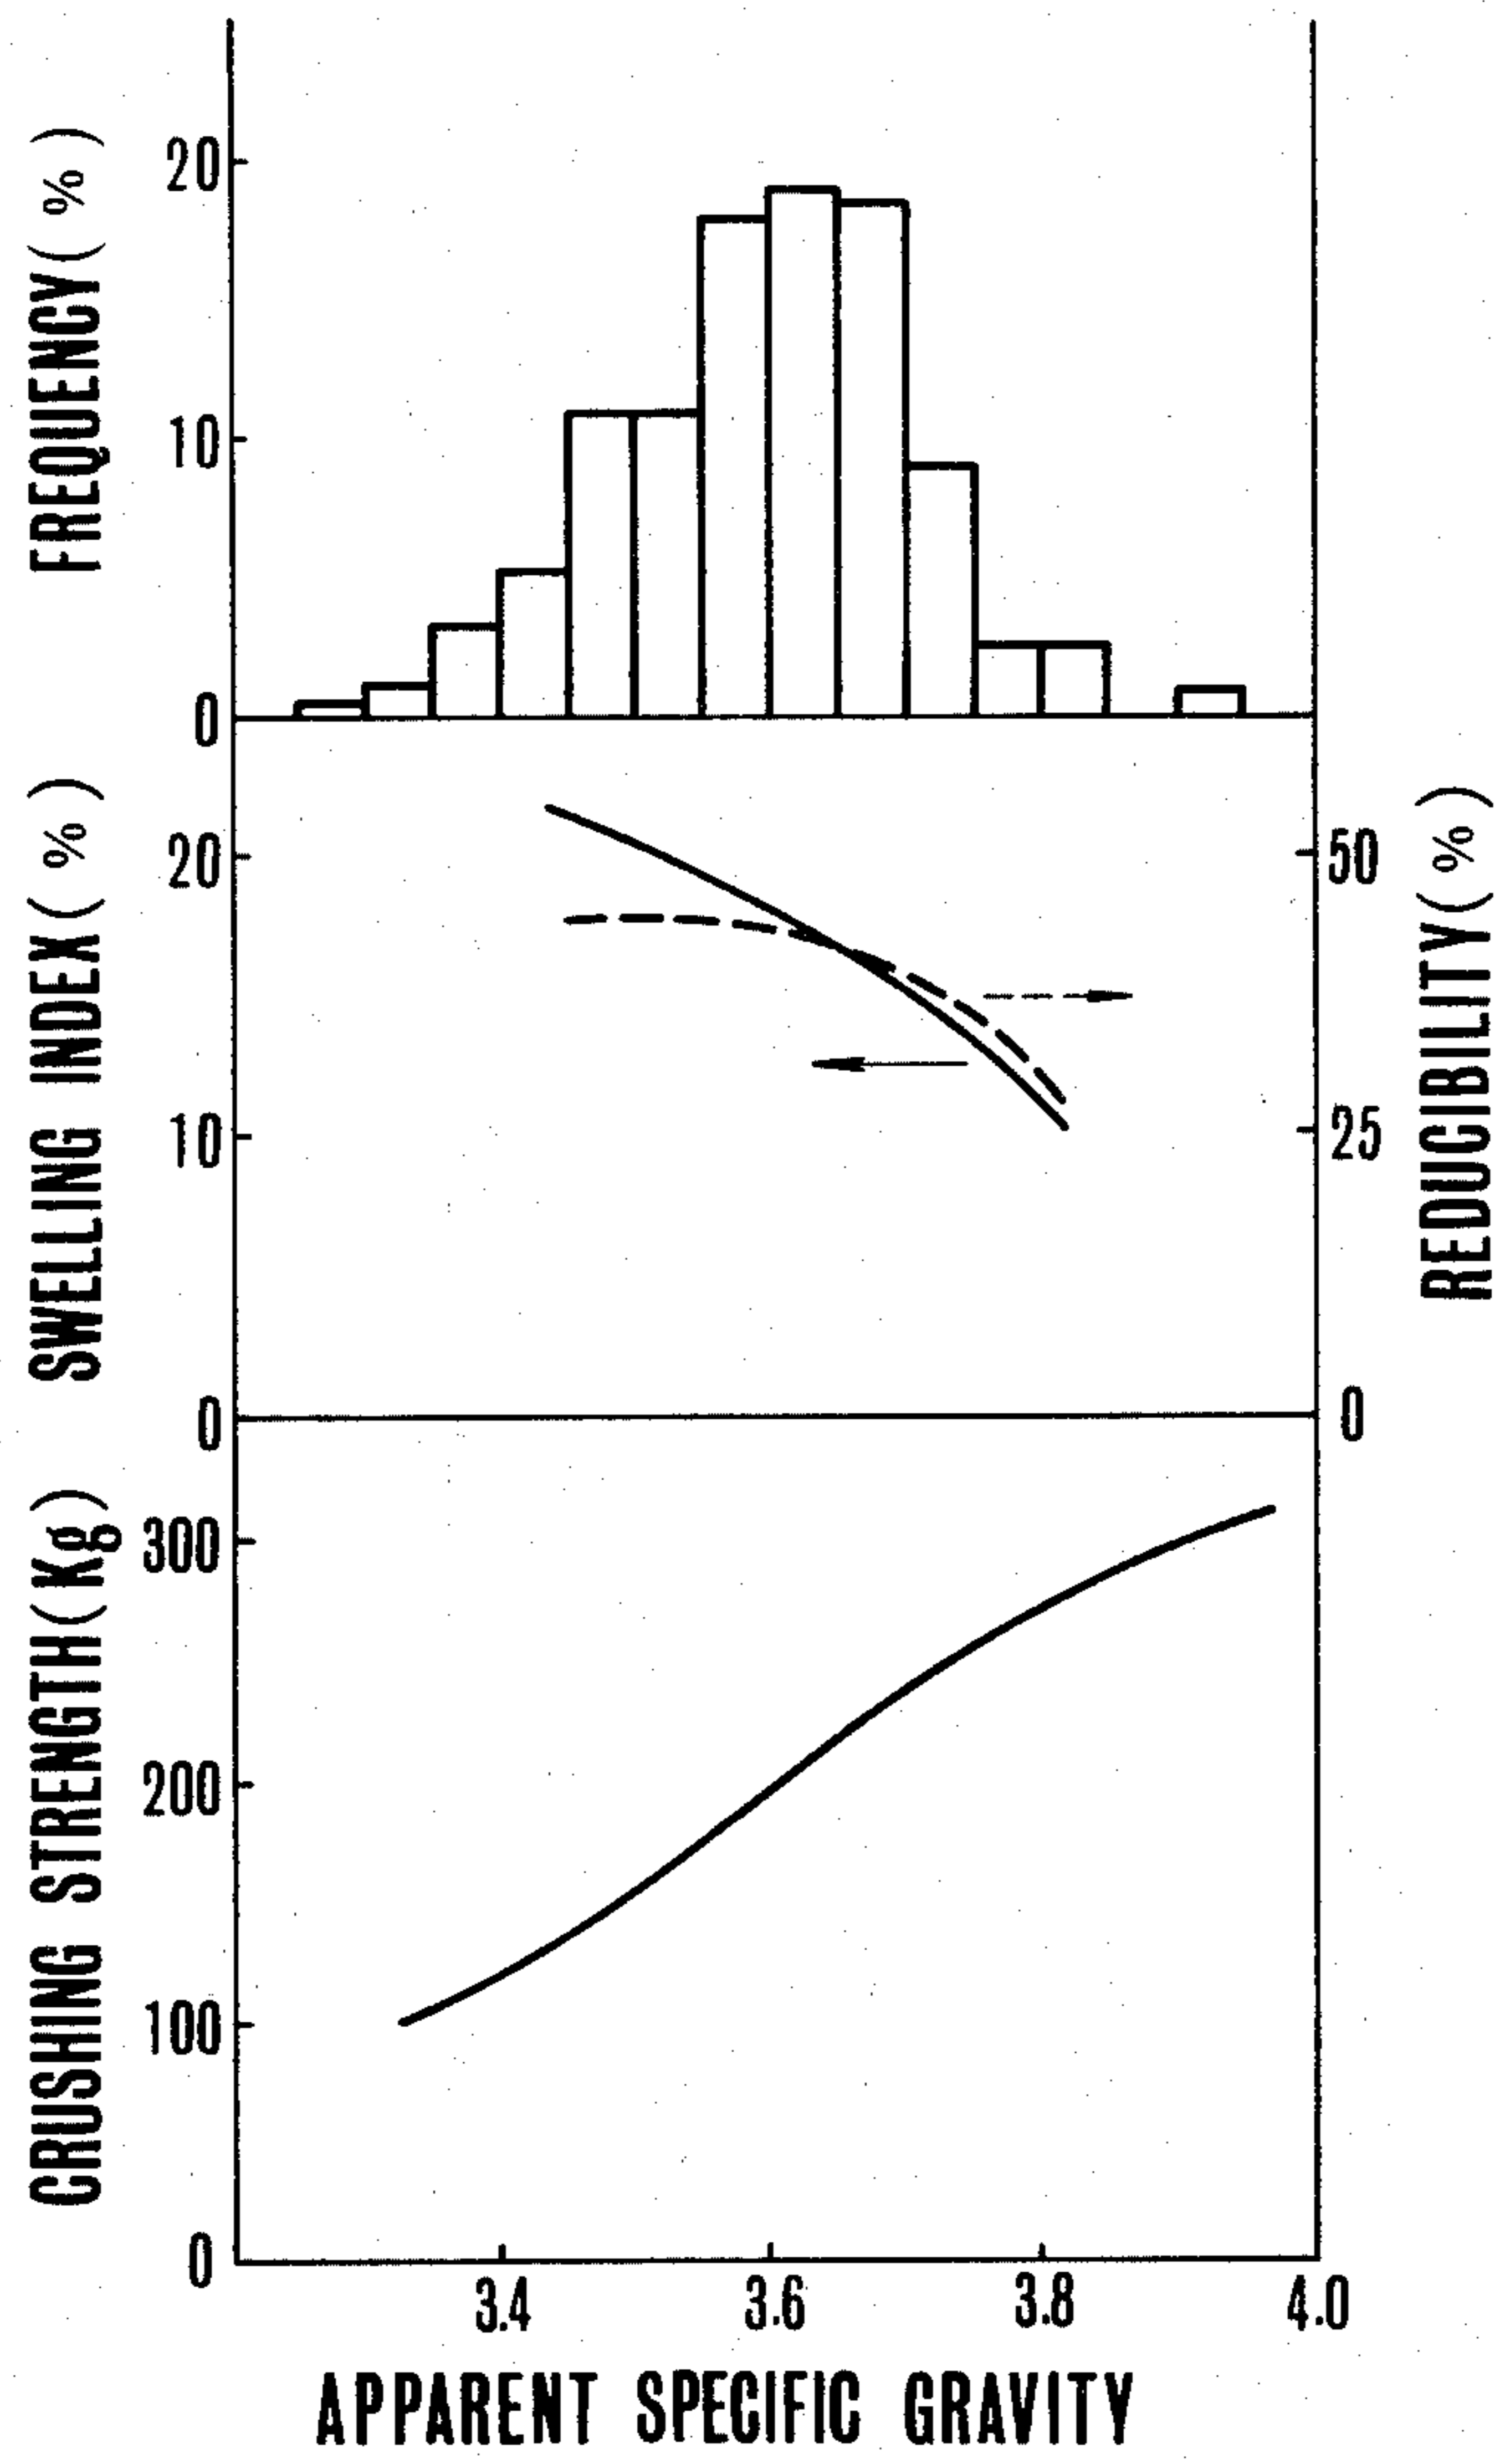 FREQUENCY(%)
20
10
0
SWELLING INDEX(%)
20
10
0
REDUCIBILITY(%)
50
25
0
CRUSHING STRENGTH(Kg)
300
200
100
0
3.4 3.6 3.8 4.0
APPARENT SPECIFIC GRAVITY